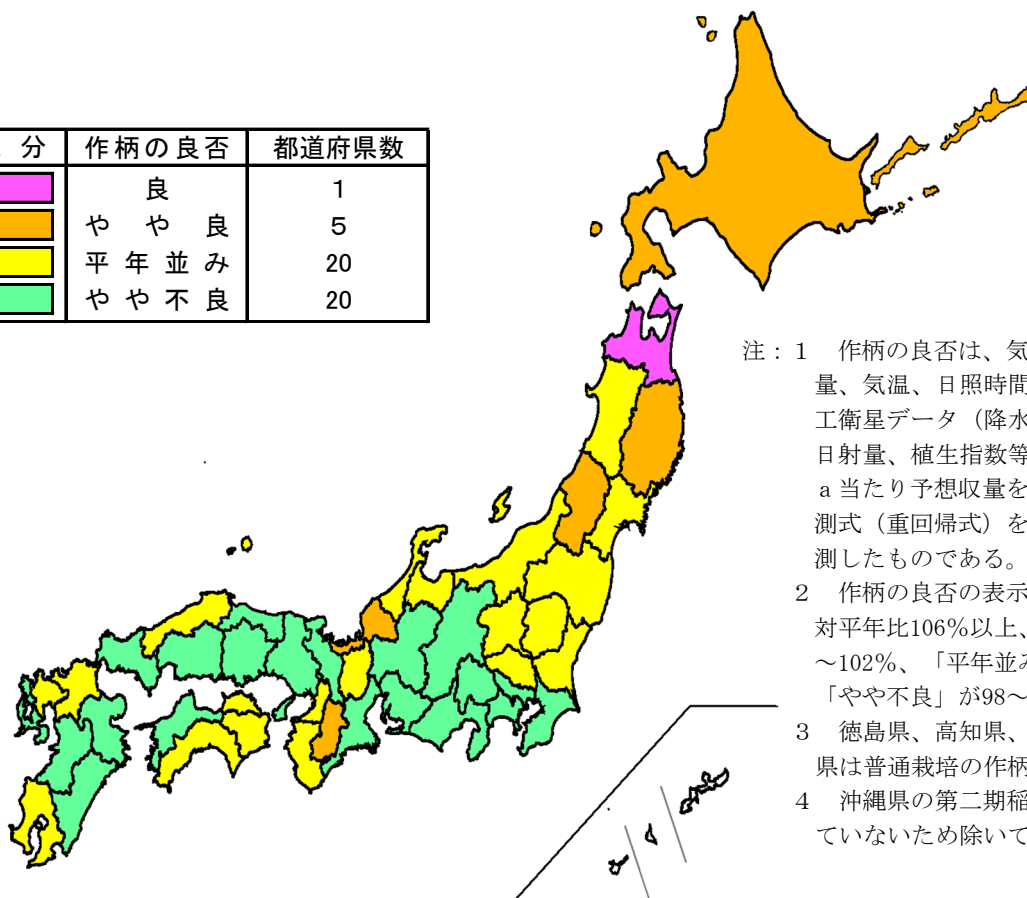 分 作柄の良否 都道府県数
良 1
やや良 5
平年並み 20
やや不良 20
注：1 作柄の良否は、気
量、気温、日照時間
工衛星データ（降水
日射量、植生指数等
ａ当たり予想収量を
測式（重回帰式）を
測したものである。
2 作柄の良否の表示
対平年比106％以上、
～102％、「平年並み
「やや不良」が98～
3 徳島県、高知県、
県は普通栽培の作柄
4 沖縄県の第二期稲
ていないため除いて